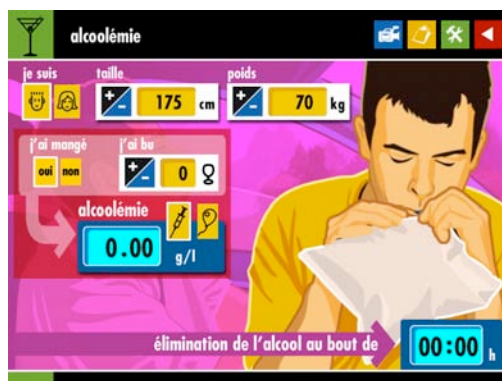 alcoolémie
je suis taille poids
175 cm 70 kg
j'ai mangé j'ai bu
oui non 0
alcoolémie
0.00 g/l
élimination de l'alcool au bout de 00:00 h